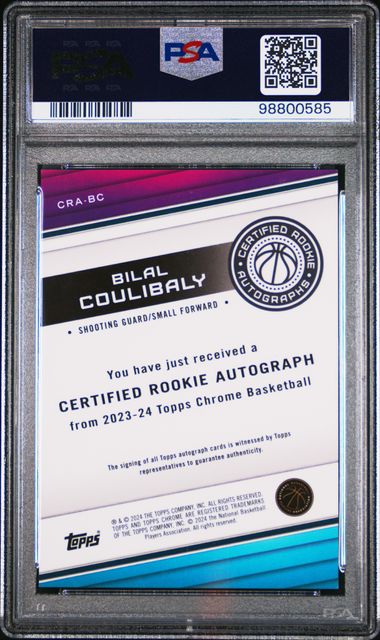 PSA
98800585
CRA-BC
BILAL
COULIBALY
• SHOOTING GUARD/SMALL FORWARD •
CERTIFIED ROOKIE
AUTOGRAPHS
You have just received a
CERTIFIED ROOKIE AUTOGRAPH
from 2023-24 Topps Chrome Basketball
The signing of all Topps autograph cards is witnessed by Topps
representatives to guarantee authenticity.
Topps
® & © 2024 THE TOPPS COMPANY, INC. ALL RIGHTS RESERVED.
TOPPS AND TOPPS CHROME ARE REGISTERED TRADEMARKS
OF THE TOPPS COMPANY, INC. © 2024 the National Basketball
Players Association. All rights reserved.